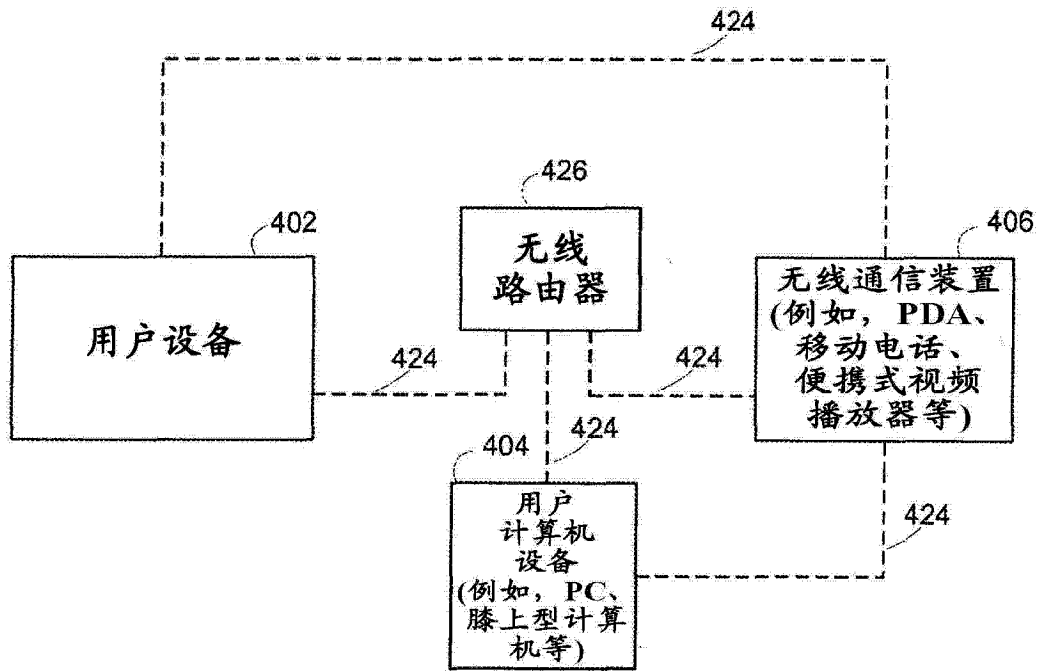 424
426
402
406
无线
路由器
用户设备
无线通信装置
(例如，PDA、
移动电话、
便携式视频
播放器等)
424
424
424
404
用户
计算机
设备
(例如，PC、
膝上型计算
机等)
424